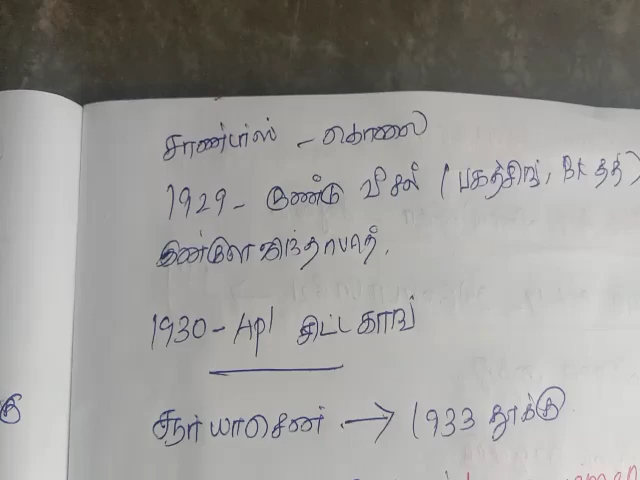 சாண்டர்ஸ் - கொலை
1929 - குண்டு வீசல் (பகத்சிங், BK தத்
ஜிந்தாபாத்.
1930 - Apl சிட்டகாங்
சூர்யாசென் → 1933 தூக்கு